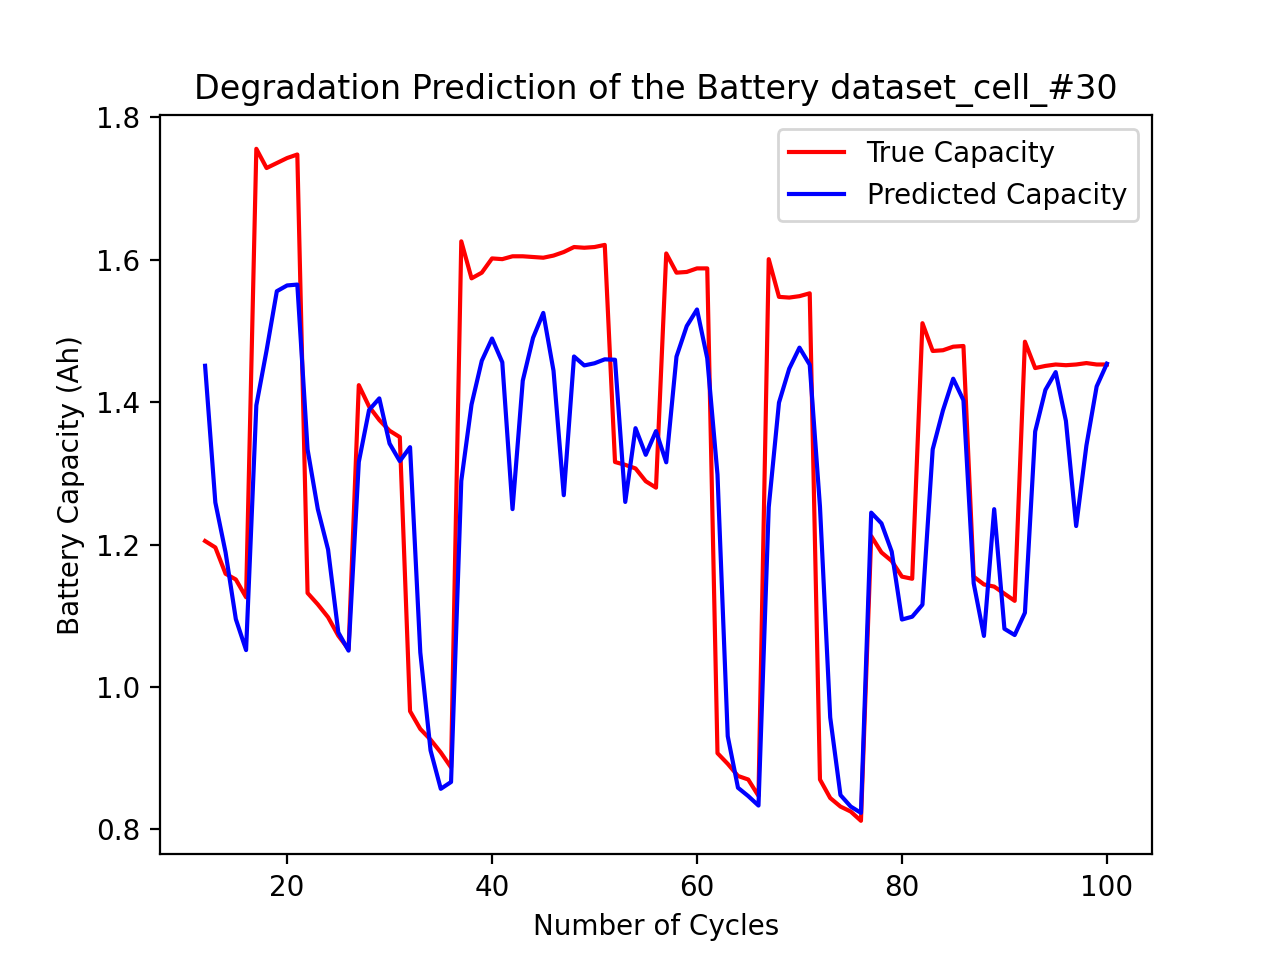 Degradation Prediction of the Battery dataset_cell_#30
True Capacity
Predicted Capacity
Battery Capacity (Ah)
1.8
1.6
1.4
1.2
1.0
0.8
20 40 60 80 100
Number of Cycles